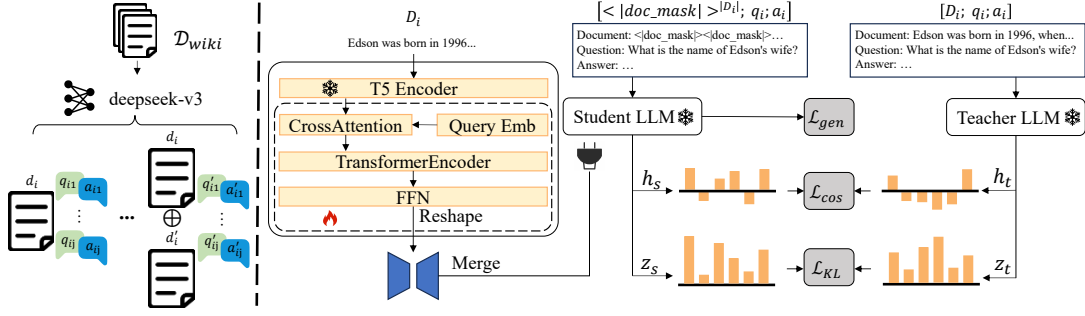 𝒟_wiki
deepseek-v3
d_i
q_i1
a_i1
⋮
q_ij
a_ij
...
d_i
⊕
d'_i
q'_i1
a'_i1
⋮
q'_ij
a'_ij
D_i
Edson was born in 1996...
T5 Encoder
CrossAttention
Query Emb
TransformerEncoder
FFN
Reshape
Merge
[< |doc_mask| >^|D_i|; q_i; a_i]
Document: <|doc_mask|><|doc_mask|>...
Question: What is the name of Edson's wife?
Answer: ...
Student LLM
ℒ_gen
[D_i; q_i; a_i]
Document: Edson was born in 1996, when...
Question: What is the name of Edson's wife?
Answer: ...
Teacher LLM
h_s
ℒ_cos
h_t
z_s
ℒ_KL
z_t